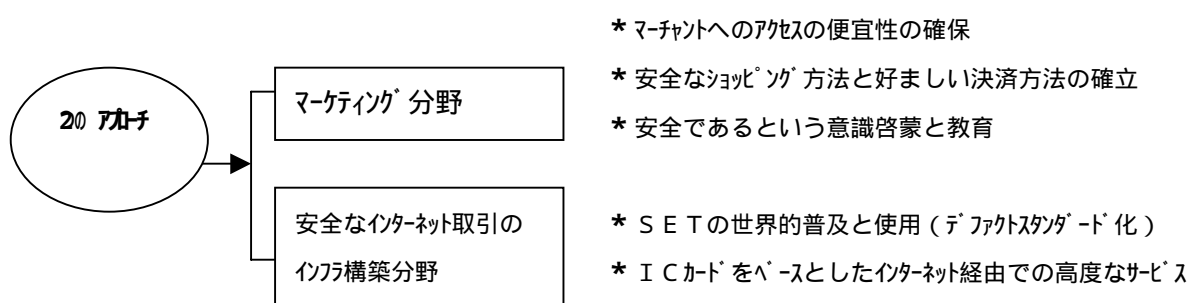 2の ｱﾌﾟﾛｰﾁ
ﾏｰｹﾃｨﾝｸﾞ分野
* ﾏｰﾁｬﾝﾄへのｱｸｾｽの便宜性の確保
* 安全なｼｮｯﾋﾟﾝｸﾞ方法と好ましい決済方法の確立
* 安全であるという意識啓蒙と教育
安全なｲﾝﾀｰﾈｯﾄ取引の
ｲﾝﾌﾗ構築分野
* ＳＥＴの世界的普及と使用（ﾃﾞﾌｧｸﾄｽﾀﾝﾀﾞｰﾄﾞ化）
* ＩＣｶｰﾄﾞをﾍﾞｰｽとしたｲﾝﾀｰﾈｯﾄ経由での高度なｻｰﾋﾞｽ